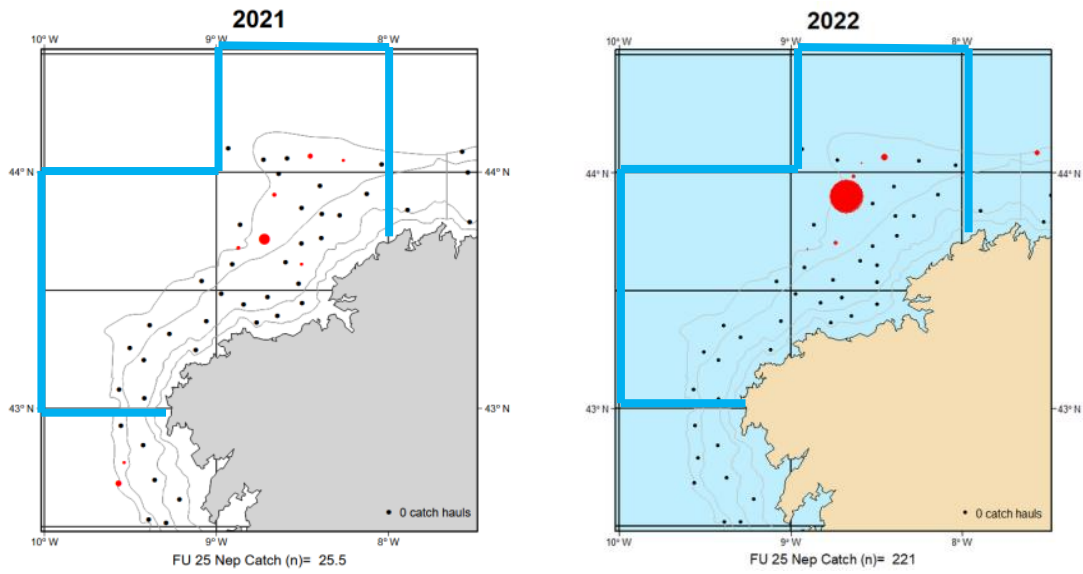 2021
10° W
9° W
8° W
44° N
44° N
43° N
43° N
0 catch hauls
10° W
9° W
8° W
FU 25 Nep Catch (n)= 25.5
2022
10° W
9° W
8° W
44° N
44° N
43° N
43° N
0 catch hauls
10° W
9° W
8° W
FU 25 Nep Catch (n)= 221